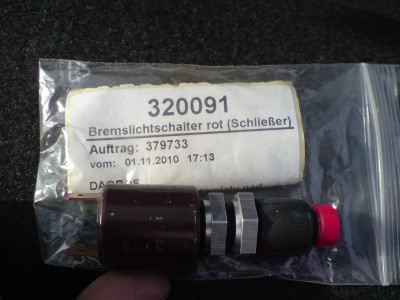 320091
Bremslichtschalter rot (Schließer)
Auftrag: 379733
vom: 01.11.2010 17:13